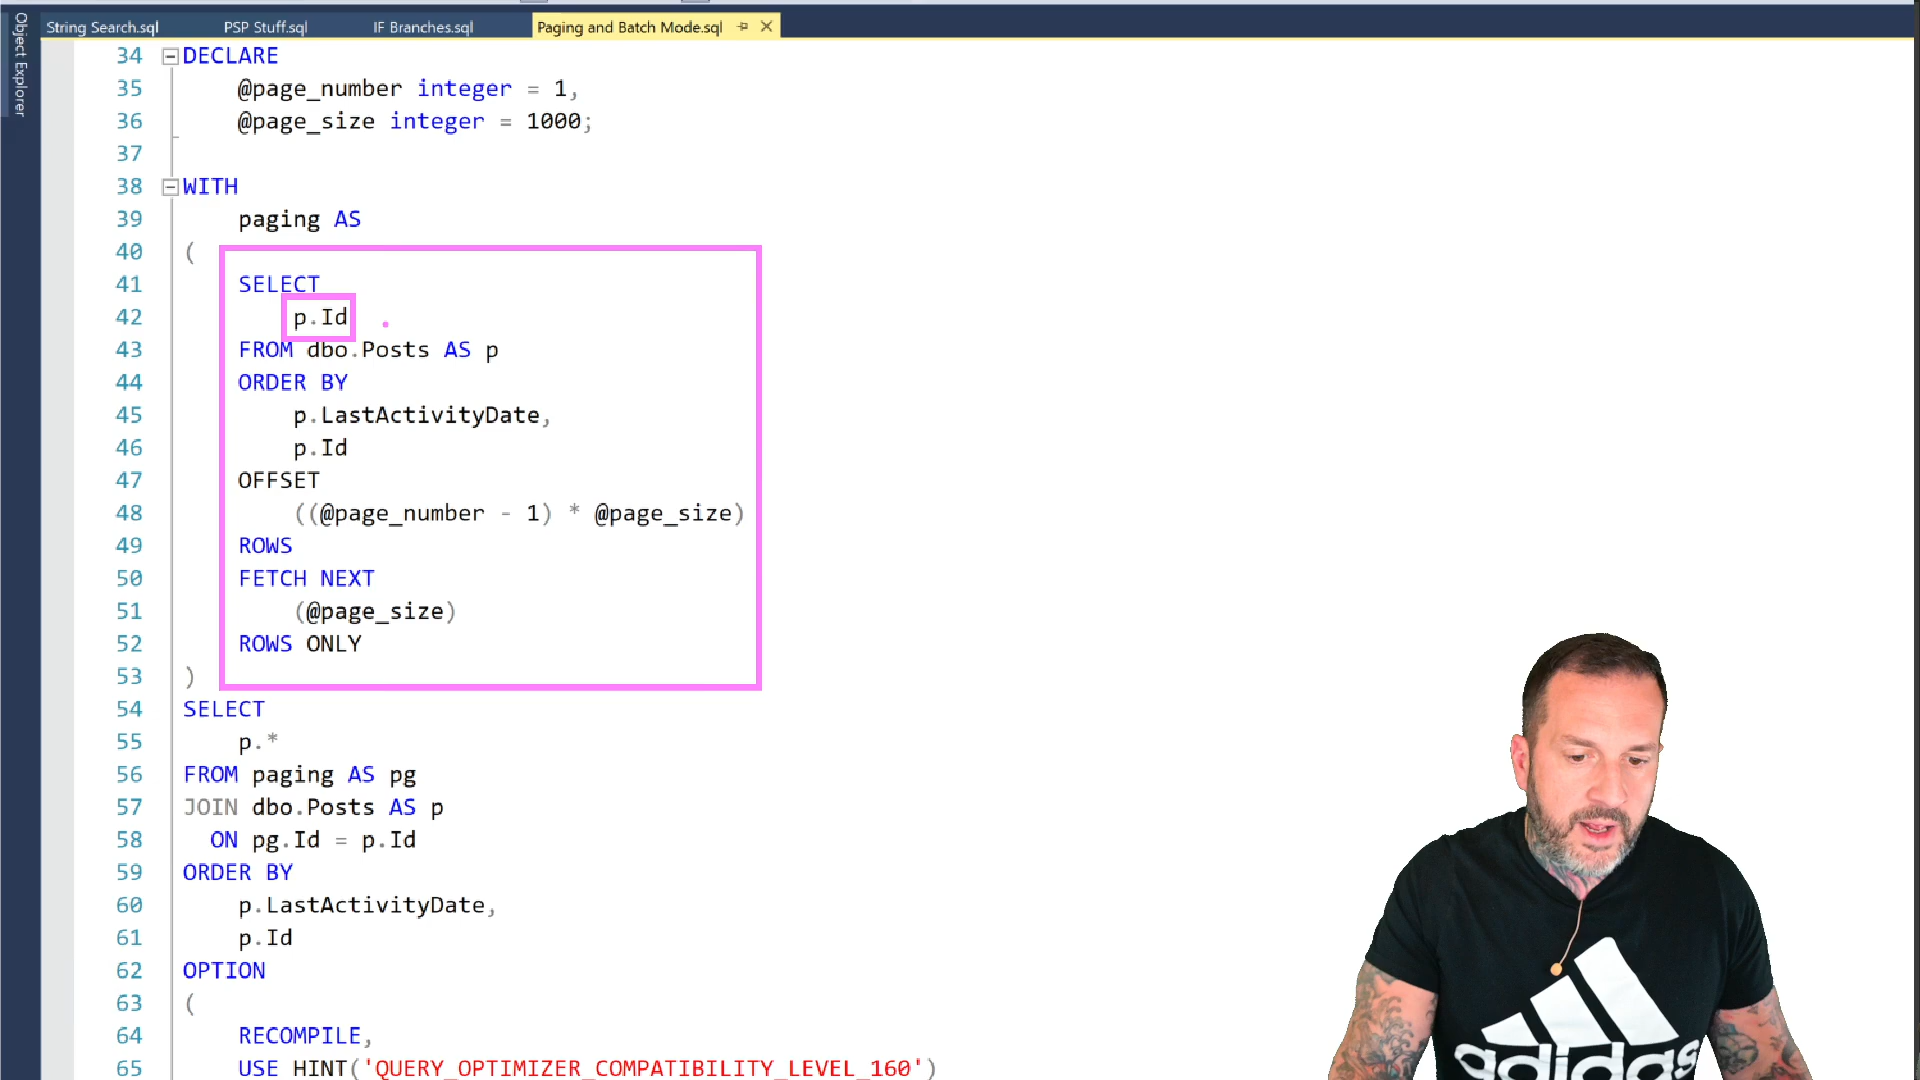 String Search.sql
PSP Stuff.sql
IF Branches.sql
Paging and Batch Mode.sql
Object Explorer
34 DECLARE
35 @page_number integer = 1,
36 @page_size integer = 1000;
37
38 WITH
39 paging AS
40 (
41 SELECT
42 p.Id
43 FROM dbo.Posts AS p
44 ORDER BY
45 p.LastActivityDate,
46 p.Id
47 OFFSET
48 ((@page_number - 1) * @page_size)
49 ROWS
50 FETCH NEXT
51 (@page_size)
52 ROWS ONLY
53 )
54 SELECT
55 p.*
56 FROM paging AS pg
57 JOIN dbo.Posts AS p
58 ON pg.Id = p.Id
59 ORDER BY
60 p.LastActivityDate,
61 p.Id
62 OPTION
63 (
64 RECOMPILE,
65 USE HINT('QUERY_OPTIMIZER_COMPATIBILITY_LEVEL_160')
adidas